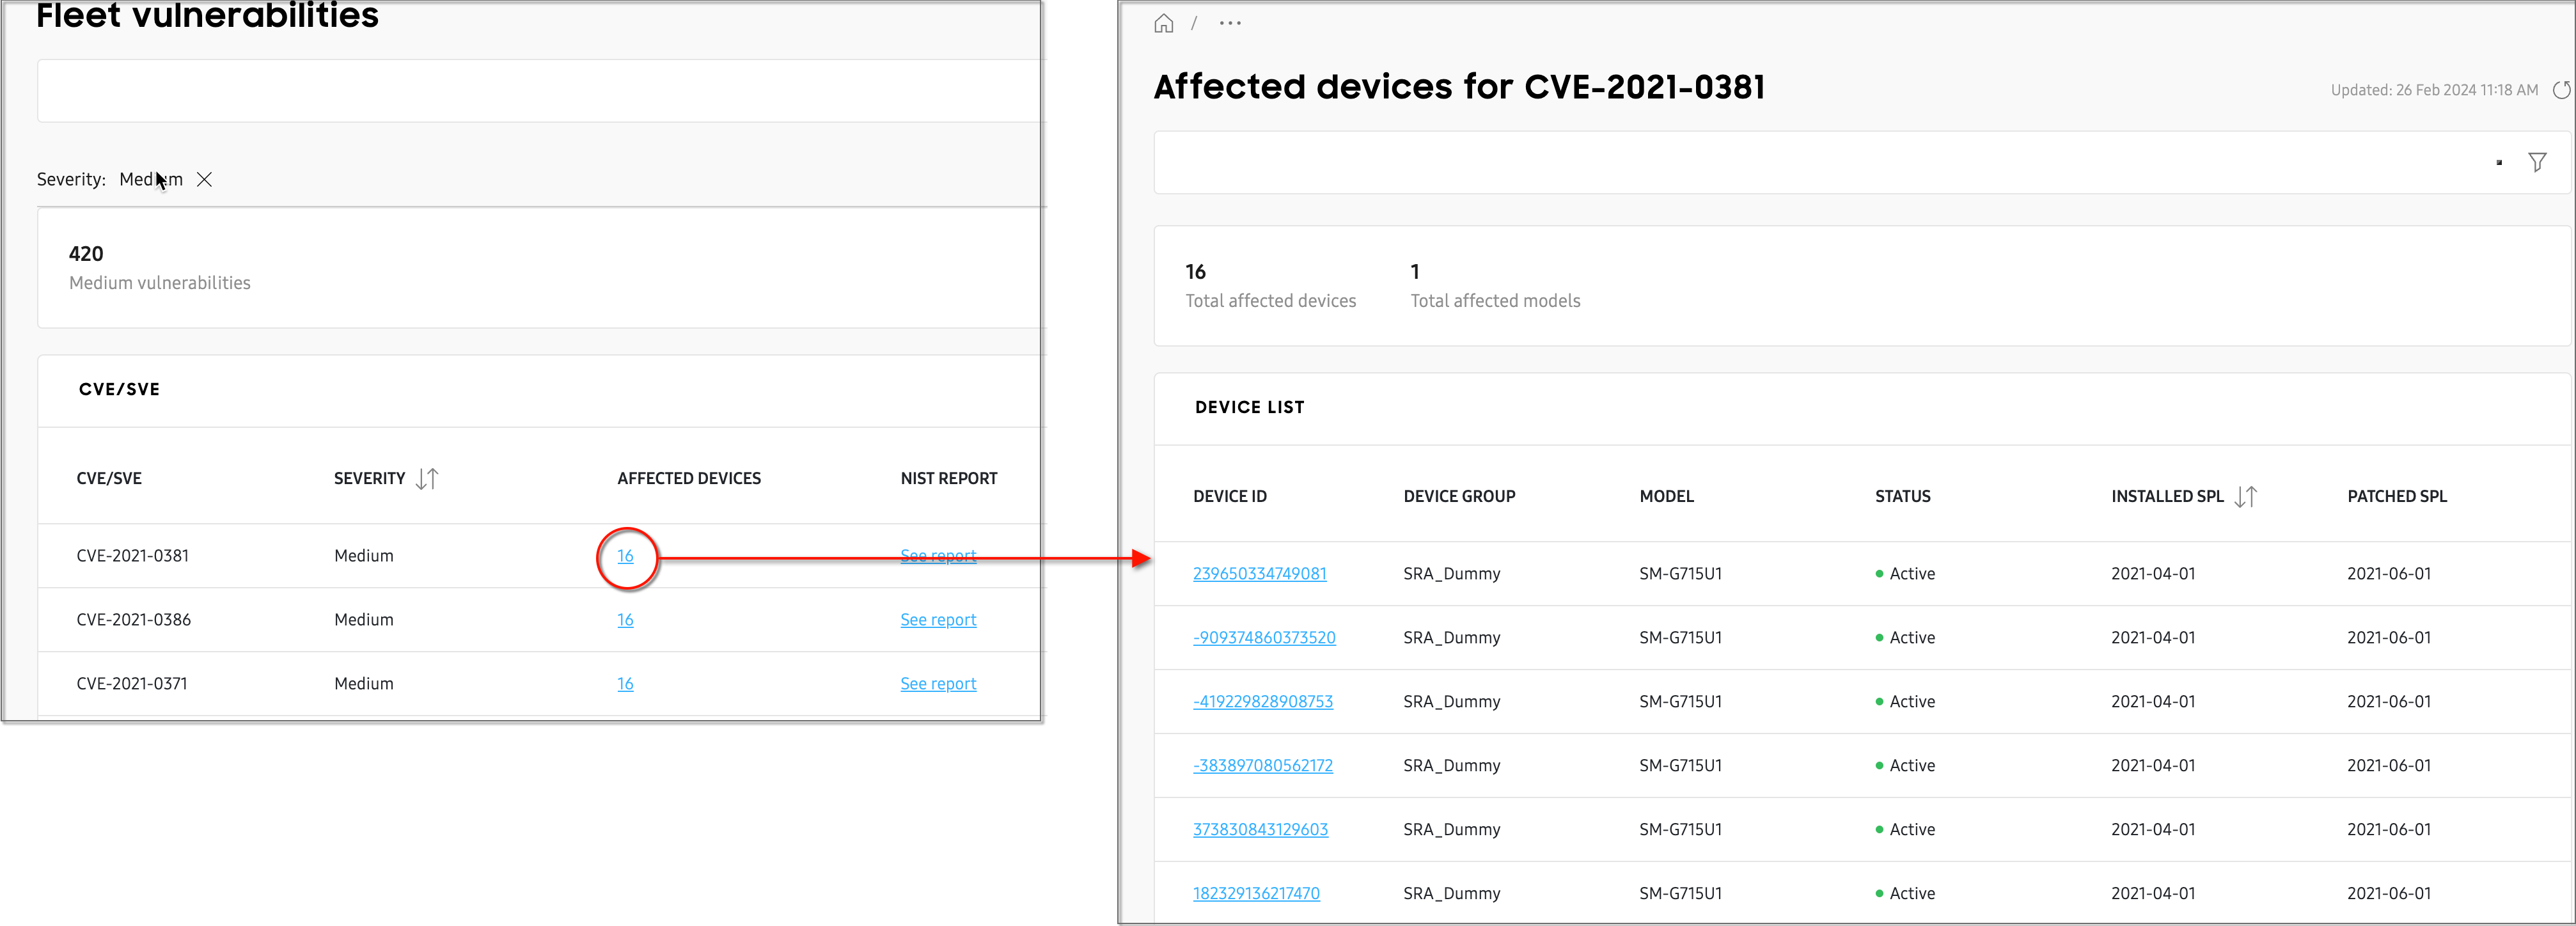 Fleet vulnerabilities
Severity: Medium
420
Medium vulnerabilities
CVE/SVE
CVE/SVE SEVERITY AFFECTED DEVICES NIST REPORT
CVE-2021-0381 Medium 16 See report
CVE-2021-0386 Medium 16 See report
CVE-2021-0371 Medium 16 See report
/ ...
Affected devices for CVE-2021-0381
Updated: 26 Feb 2024 11:18 AM
16 1
Total affected devices Total affected models
DEVICE LIST
DEVICE ID DEVICE GROUP MODEL STATUS INSTALLED SPL PATCHED SPL
239650334749081 SRA_Dummy SM-G715U1 Active 2021-04-01 2021-06-01
-909374860373520 SRA_Dummy SM-G715U1 Active 2021-04-01 2021-06-01
-419229828908753 SRA_Dummy SM-G715U1 Active 2021-04-01 2021-06-01
-383897080562172 SRA_Dummy SM-G715U1 Active 2021-04-01 2021-06-01
373830843129603 SRA_Dummy SM-G715U1 Active 2021-04-01 2021-06-01
182329136217470 SRA_Dummy SM-G715U1 Active 2021-04-01 2021-06-01